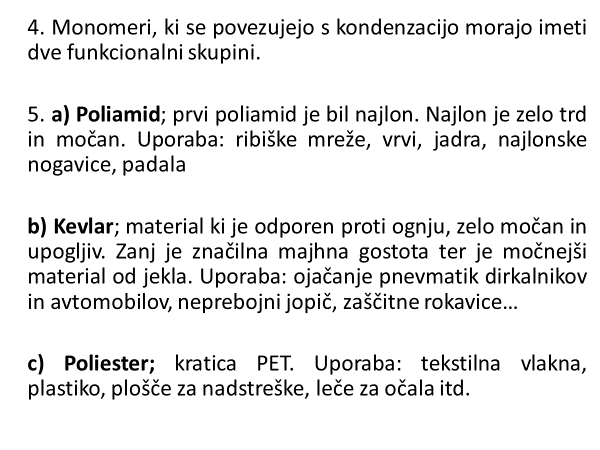 4. Monomeri, ki se povezujejo s kondenzacijo morajo imeti
dve funkcionalni skupini.
5. a) Poliamid; prvi poliamid je bil najlon. Najlon je zelo trd
in močan. Uporaba: ribiške mreže, vrvi, jadra, najlonske
nogavice, padala
b) Kevlar; material ki je odporen proti ognju, zelo močan in
upogljiv. Zanj je značilna majhna gostota ter je močnejši
material od jekla. Uporaba: ojačanje pnevmatik dirkalnikov
in avtomobilov, neprebojni jopič, zaščitne rokavice…
c) Poliester; kratica PET. Uporaba: tekstilna vlakna,
plastiko, plošče za nadstreške, leče za očala itd.